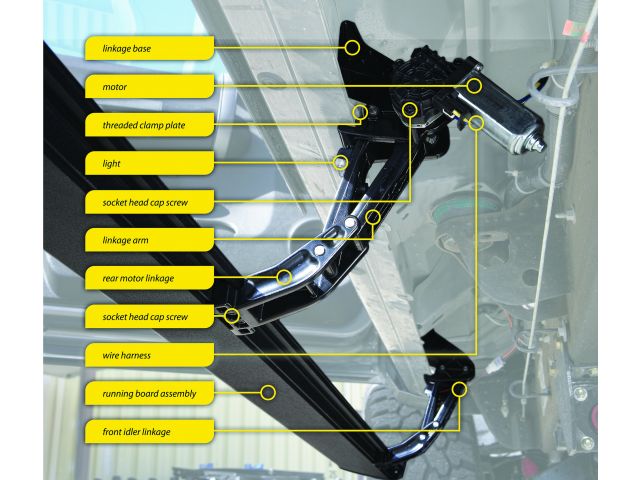 linkage base
motor
threaded clamp plate
light
socket head cap screw
linkage arm
rear motor linkage
socket head cap screw
wire harness
running board assembly
front idler linkage